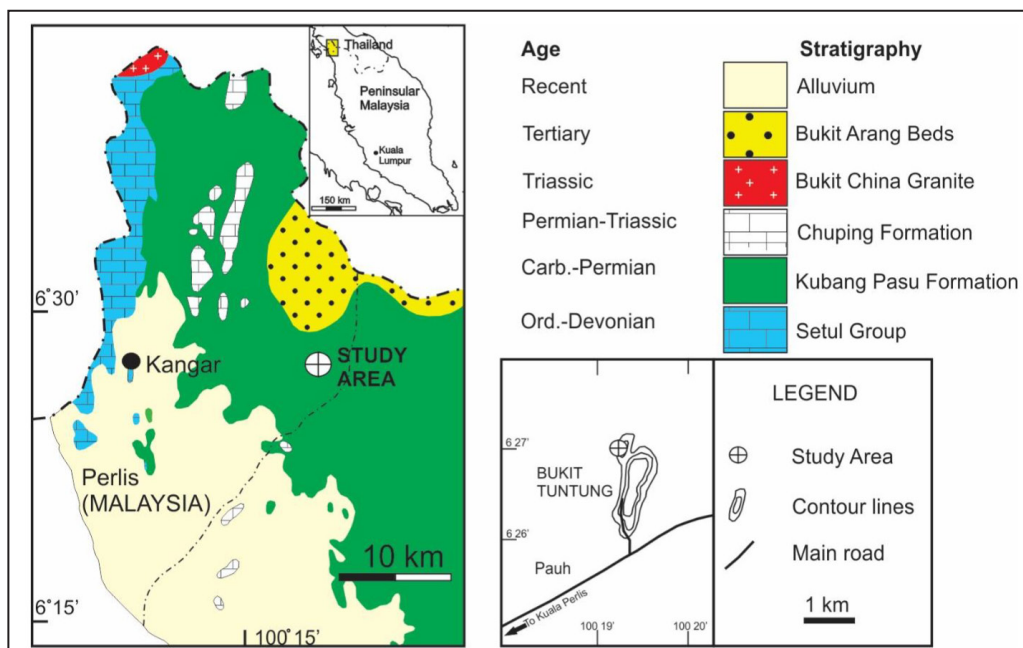 Thailand
Peninsular
Malaysia
Kuala
Lumpur
150 km
6°30’
Kangar
STUDY
AREA
Perlis
(MALAYSIA)
10 km
6°15’
100°15’
Age
Stratigraphy
Recent
Alluvium
Tertiary
Bukit Arang Beds
Triassic
Bukit China Granite
Permian-Triassic
Chuping Formation
Carb.-Permian
Kubang Pasu Formation
Ord.-Devonian
Setul Group
6 27’
BUKIT
TUNTUNG
6 26’
Pauh
To Kuala Perlis
100 19’
100 20’
LEGEND
Study Area
Contour lines
Main road
1 km